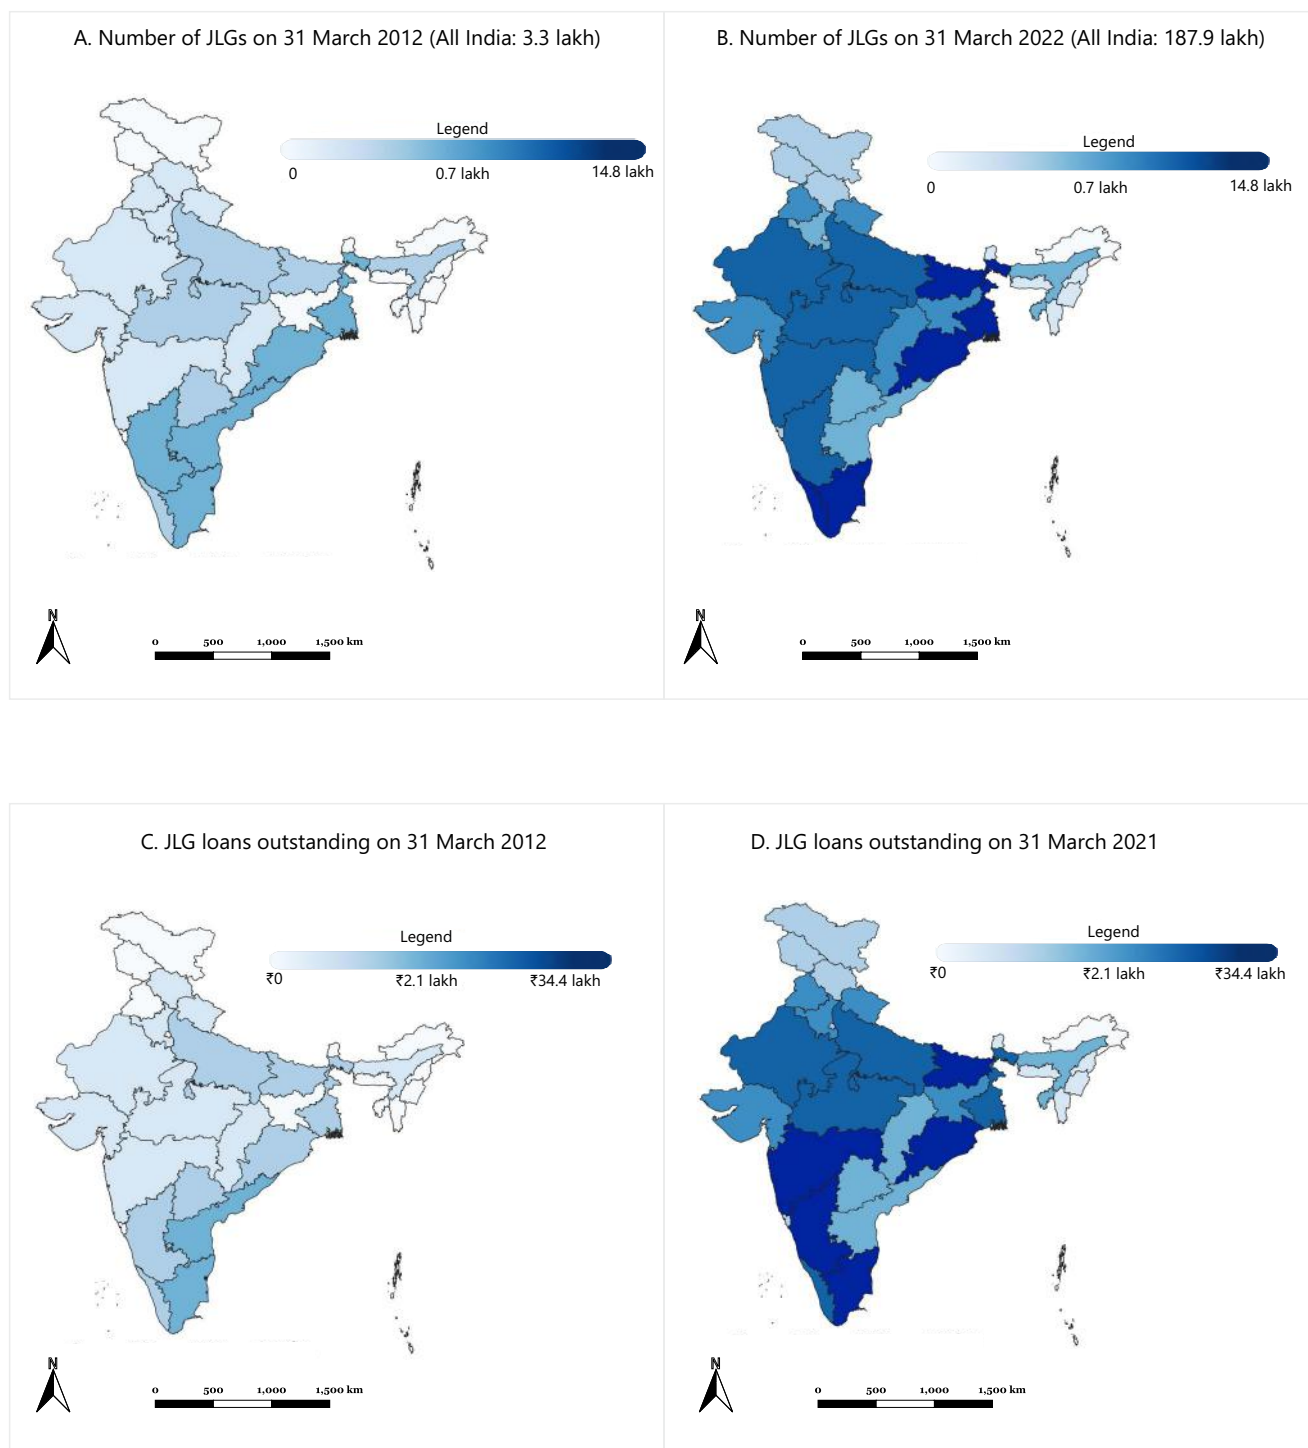 A. Number of JLGs on 31 March 2012 (All India: 3.3 lakh)
Legend
0 0.7 lakh 14.8 lakh
N
0 500 1,000 1,500 km
B. Number of JLGs on 31 March 2022 (All India: 187.9 lakh)
Legend
0 0.7 lakh 14.8 lakh
N
0 500 1,000 1,500 km
C. JLG loans outstanding on 31 March 2012
Legend
₹0 ₹2.1 lakh ₹34.4 lakh
N
0 500 1,000 1,500 km
D. JLG loans outstanding on 31 March 2021
Legend
₹0 ₹2.1 lakh ₹34.4 lakh
N
0 500 1,000 1,500 km